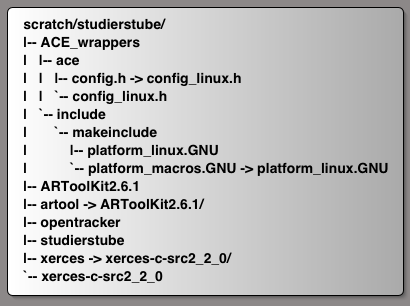 scratch/studierstube/
|-- ACE_wrappers
|   |-- ace
|   |   |-- config.h -> config_linux.h
|   |   `-- config_linux.h
|   `-- include
|       `-- makeinclude
|           |-- platform_linux.GNU
|           `-- platform_macros.GNU -> platform_linux.GNU
|-- ARToolKit2.6.1
|-- artool -> ARToolKit2.6.1/
|-- opentracker
|-- studierstube
|-- xerces -> xerces-c-src2_2_0/
`-- xerces-c-src2_2_0